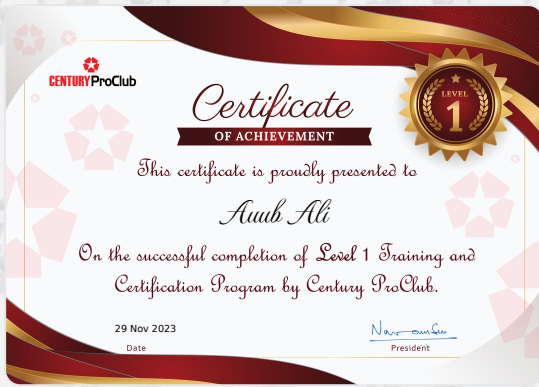 CENTURY ProClub
Certificate
OF ACHIEVEMENT
LEVEL
1
This certificate is proudly presented to
Auub Ali
On the successful completion of Level 1 Training and
Certification Program by Century ProClub.
29 Nov 2023
Date
President